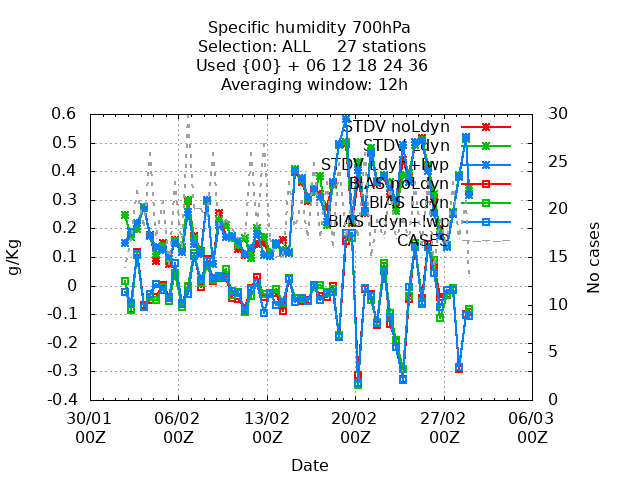 Specific humidity 700hPa
Selection: ALL 27 stations
Used {00} + 06 12 18 24 36
Averaging window: 12h
0.6
0.5
0.4
0.3
0.2
0.1
0
-0.1
-0.2
-0.3
-0.4
g/Kg
30
25
20
15
10
5
0
No cases
STDV noLdyn
STDV Ldyn
STDV Ldyn+lwp
BIAS noLdyn
BIAS Ldyn
BIAS Ldyn+lwp
CASES
30/01 06/02 13/02 20/02 27/02 06/03
00Z 00Z 00Z 00Z 00Z 00Z
Date